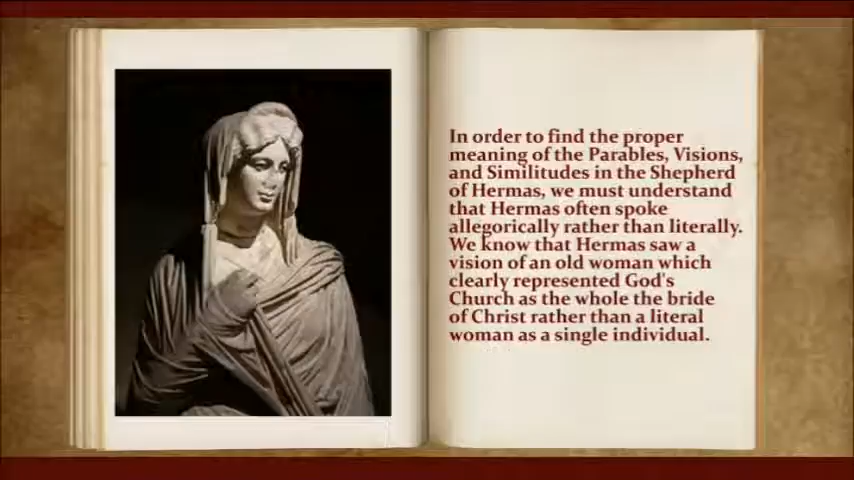 In order to find the proper
meaning of the Parables, Visions,
and Similitudes in the Shepherd
of Hermas, we must understand
that Hermas often spoke
allegorically rather than literally.
We know that Hermas saw a
vision of an old woman which
clearly represented God's
Church as the whole the bride
of Christ rather than a literal
woman as a single individual.